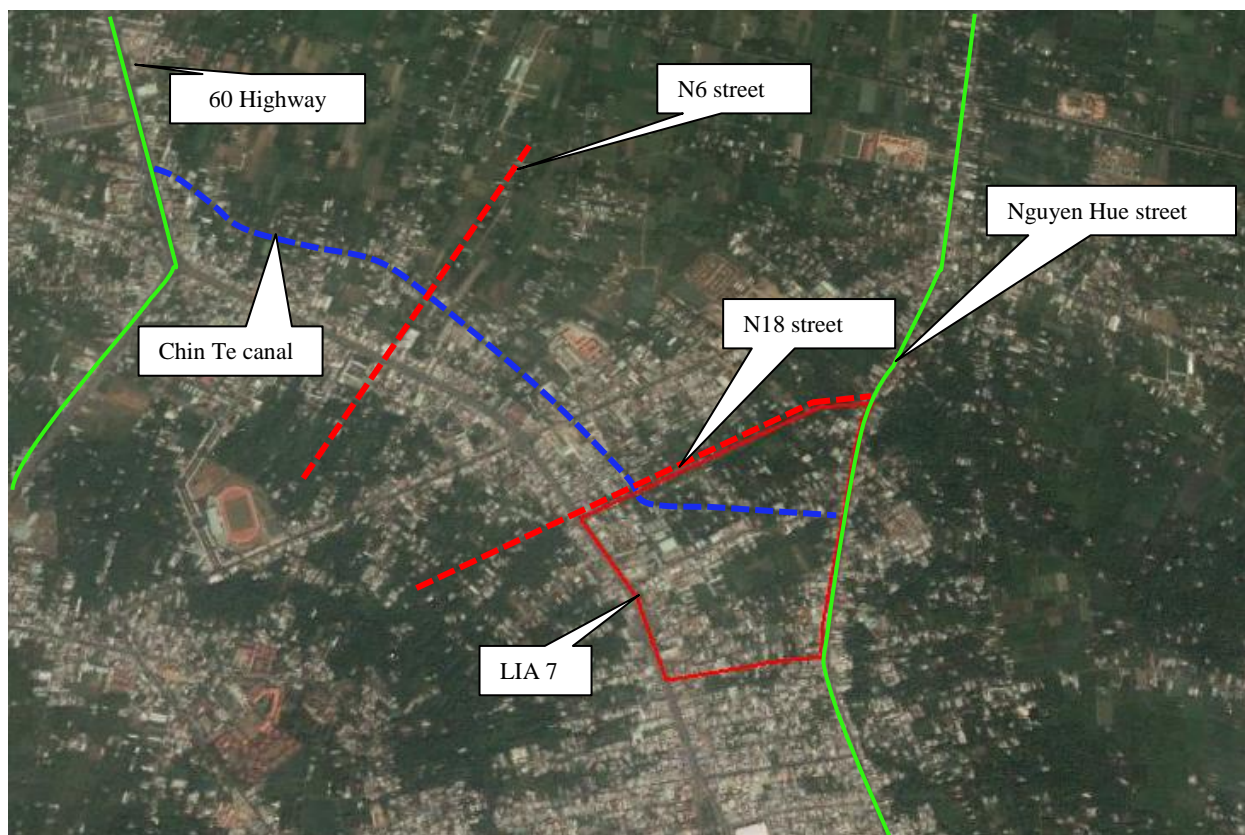 60 Highway
N6 street
Nguyen Hue street
N18 street
Chin Te canal
LIA 7